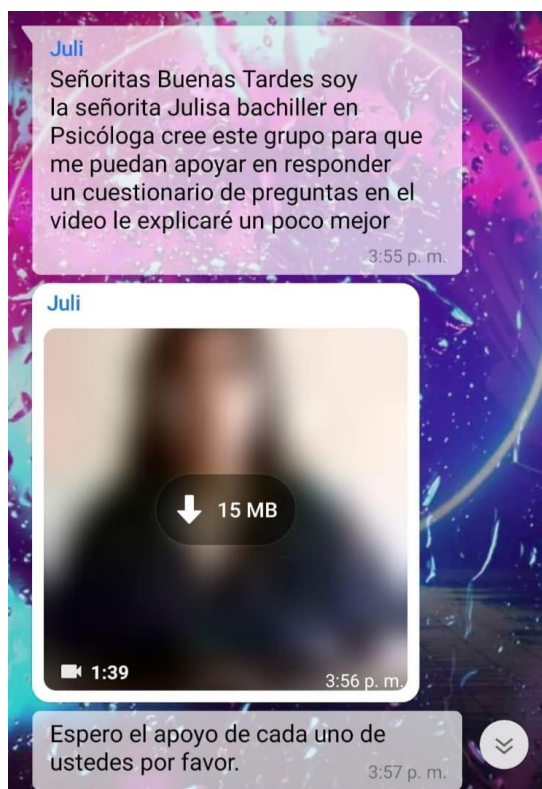 Juli
Señoritas Buenas Tardes soy
la señorita Julisa bachiller en
Psicóloga cree este grupo para que
me puedan apoyar en responder
un cuestionario de preguntas en el
video le explicaré un poco mejor
3:55 p. m.
Juli
15 MB
1:39
3:56 p. m.
Espero el apoyo de cada uno de
ustedes por favor.
3:57 p. m.